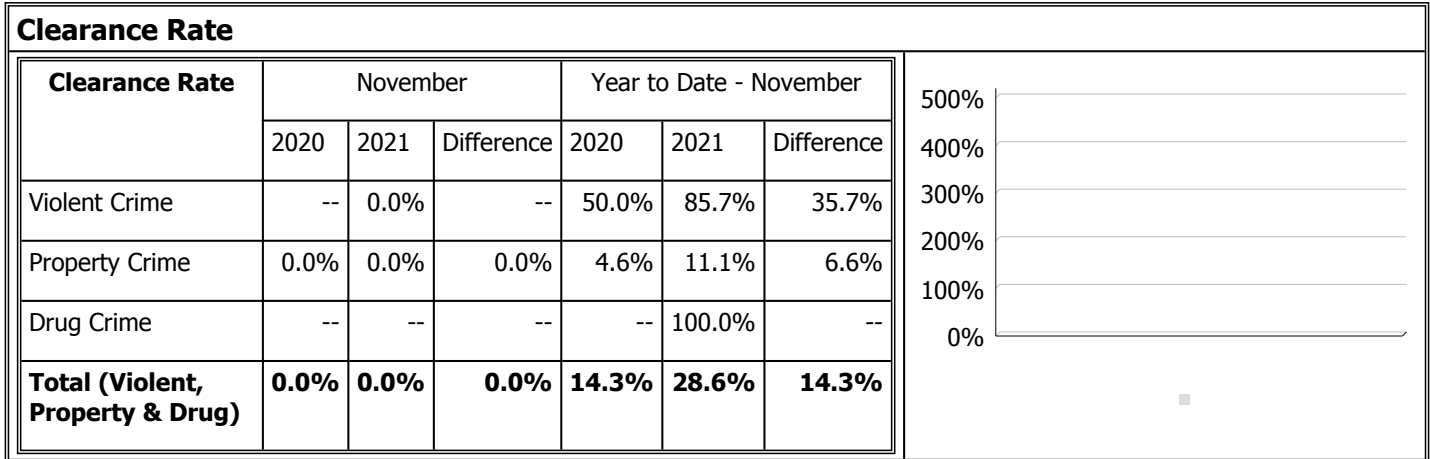 Clearance Rate
Clearance Rate November Year to Date - November
2020 2021 Difference 2020 2021 Difference
Violent Crime -- 0.0% -- 50.0% 85.7% 35.7%
Property Crime 0.0% 0.0% 0.0% 4.6% 11.1% 6.6%
Drug Crime -- -- -- -- 100.0% --
Total (Violent, 0.0% 0.0% 0.0% 14.3% 28.6% 14.3%
Property & Drug)
500%
400%
300%
200%
100%
0%